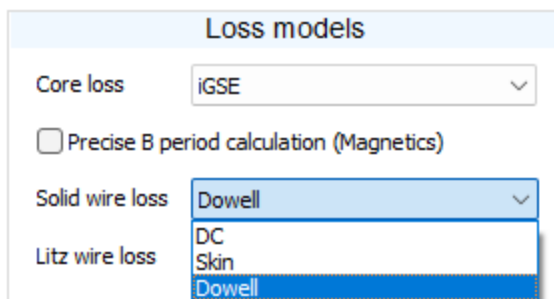 Loss models
Core loss iGSE
Precise B period calculation (Magnetics)
Solid wire loss Dowell
DC
Litz wire loss Skin
Dowell